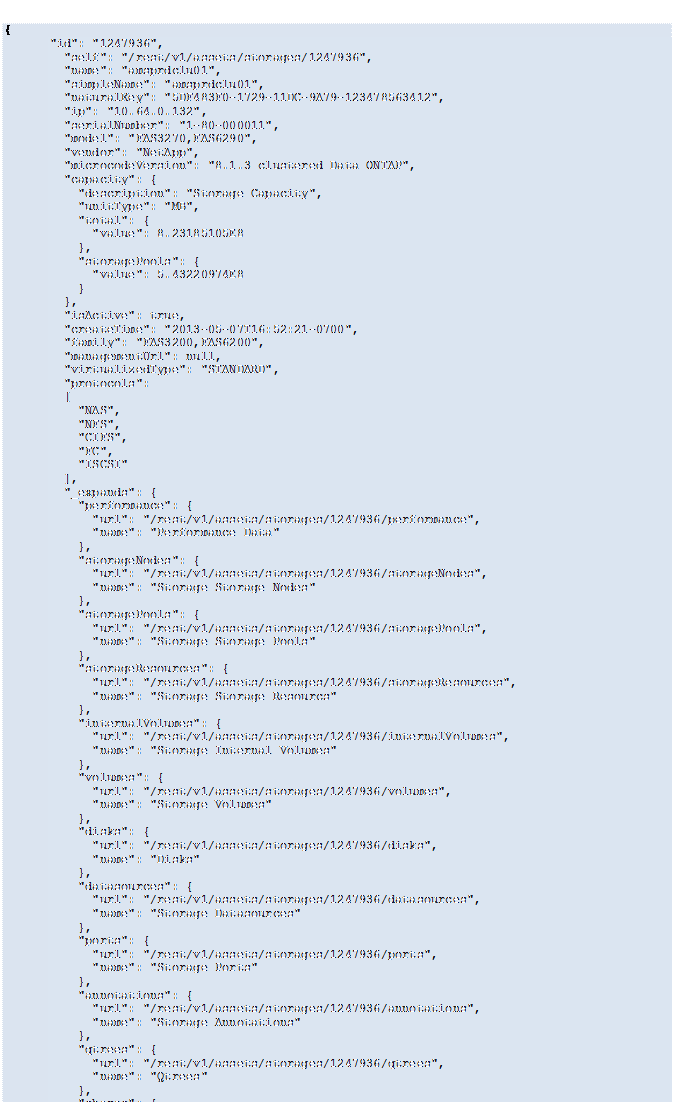 {
"id": "1247936",
"self": "/rest/v1/assets/storages/1247936",
"name": "amsprdclu01",
"simpleName": "amsprdclu01",
"naturalKey": "5DF483F0-1729-11DC-9A79-123478563412",
"ip": "10.64.0.132",
"serialNumber": "1-80-000011",
"model": "FAS3270,FAS6290",
"vendor": "NetApp",
"microcodeVersion": "8.1.3 clustered Data ONTAP",
"capacity": {
"description": "Storage Capacity",
"unitType": "MB",
"total": {
"value": 8.23185105E8
},
"storagePools": {
"value": 5.43220974E8
}
},
"isActive": true,
"createTime": "2013-05-07T16:52:21-0700",
"family": "FAS3200,FAS6200",
"managementUrl": null,
"virtualizedType": "STANDARD",
"protocols":
[
"NAS",
"NFS",
"CIFS",
"FC",
"ISCSI"
],
"_expands": {
"performance": {
"url": "/rest/v1/assets/storages/1247936/performance",
"name": "Performance Data"
},
"storageNodes": {
"url": "/rest/v1/assets/storages/1247936/storageNodes",
"name": "Storage Storage Nodes"
},
"storagePools": {
"url": "/rest/v1/assets/storages/1247936/storagePools",
"name": "Storage Storage Pools"
},
"storageResources": {
"url": "/rest/v1/assets/storages/1247936/storageResources",
"name": "Storage Storage Resources"
},
"internalVolumes": {
"url": "/rest/v1/assets/storages/1247936/internalVolumes",
"name": "Storage Internal Volumes"
},
"volumes": {
"url": "/rest/v1/assets/storages/1247936/volumes",
"name": "Storage Volumes"
},
"disks": {
"url": "/rest/v1/assets/storages/1247936/disks",
"name": "Disks"
},
"datasources": {
"url": "/rest/v1/assets/storages/1247936/datasources",
"name": "Storage Datasources"
},
"ports": {
"url": "/rest/v1/assets/storages/1247936/ports",
"name": "Storage Ports"
},
"annotations": {
"url": "/rest/v1/assets/storages/1247936/annotations",
"name": "Storage Annotations"
},
"qtrees": {
"url": "/rest/v1/assets/storages/1247936/qtrees",
"name": "Qtrees"
},